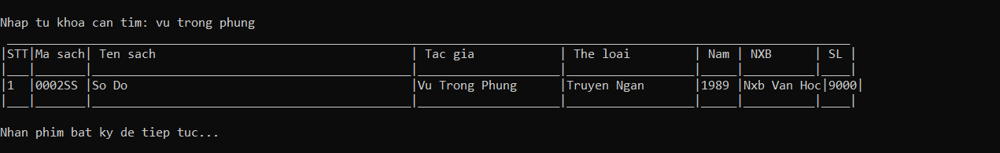 Nhap tu khoa can tim: vu trong phung
|STT|Ma sach| Ten sach | Tac gia | The loai | Nam | NXB | SL |
|1 |0002SS |So Do |Vu Trong Phung |Truyen Ngan |1989 |Nxb Van Hoc|9000|
Nhan phim bat ky de tiep tuc...